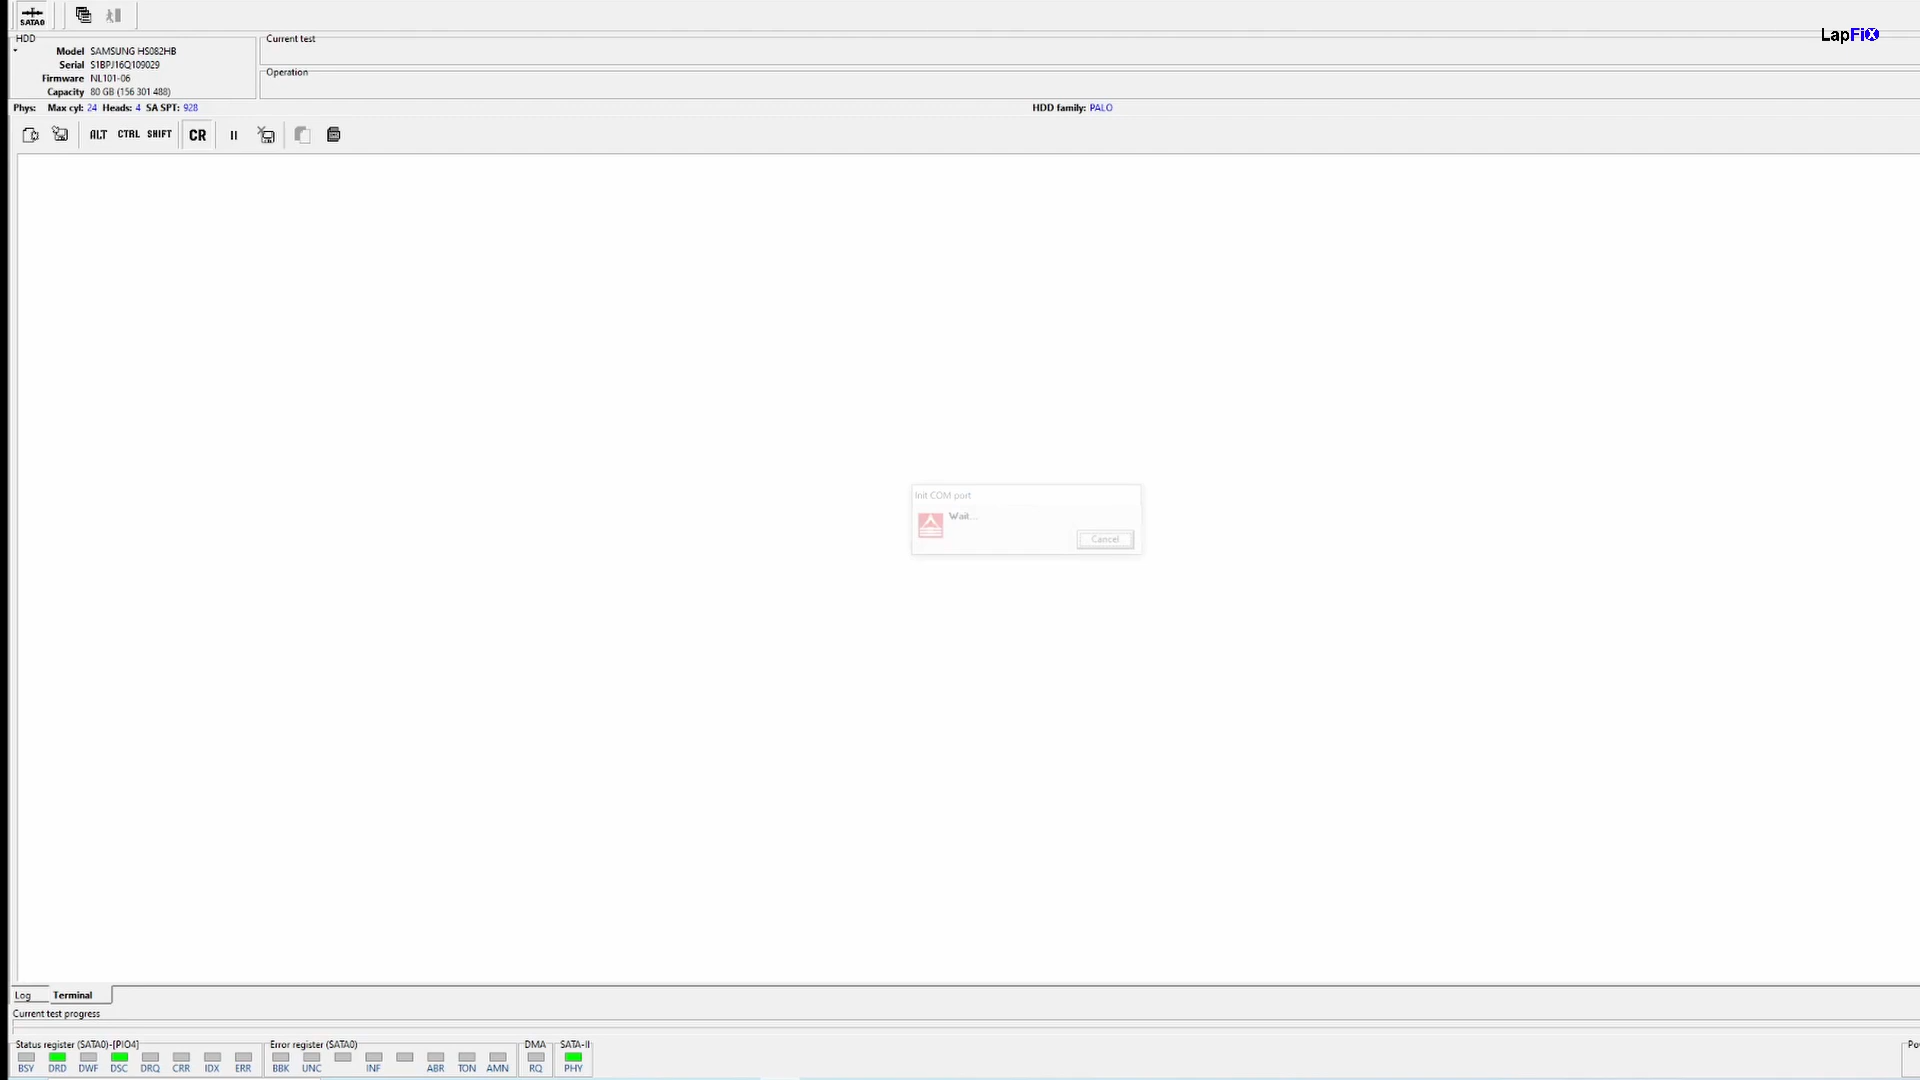 SATA0
LapFiX
HDD
Model SAMSUNG HS082HB
Serial S1BPJ16Q109029
Firmware NL101-06
Capacity 80 GB (156 301 488)
Current test
Operation
Phys: Max cyl: 24 Heads: 4 SA SPT: 928
HDD family: PALO
ALT CTRL SHIFT CR
Init COM port
Wait...
Cancel
Log Terminal
Current test progress
Status register (SATA0)-[PIO4] Error register (SATA0) DMA SATA-II
BSY DRD DWF DSC DRQ CRR IDX ERR BBK UNC INF ABR TON AMN RQ PHY